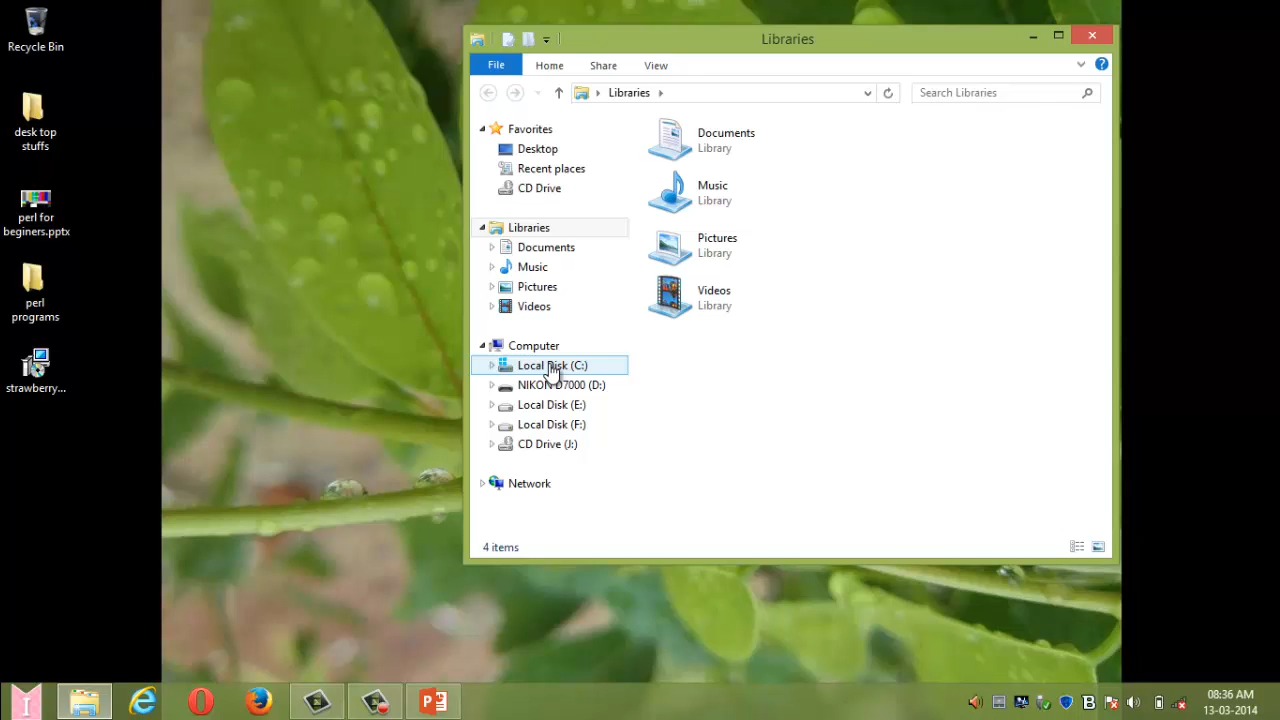 Recycle Bin
desk top
stuffs
perl for
beginers.pptx
perl
programs
strawberry...
Libraries
File
Home
Share
View
Libraries
Search Libraries
Favorites
Desktop
Recent places
CD Drive
Libraries
Documents
Music
Pictures
Videos
Computer
Local Disk (C:)
NIKON D7000 (D:)
Local Disk (E:)
Local Disk (F:)
CD Drive (J:)
Network
Documents
Library
Music
Library
Pictures
Library
Videos
Library
4 items
08:36 AM
13-03-2014